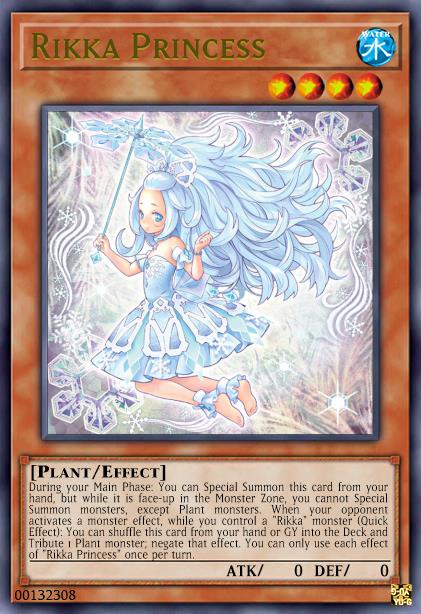 Rikka Princess
WATER
水
[Plant/Effect]
During your Main Phase: You can Special Summon this card from your
hand, but while it is face-up in the Monster Zone, you cannot Special
Summon monsters, except Plant monsters. When your opponent
activates a monster effect, while you control a "Rikka" monster (Quick
Effect): You can shuffle this card from your hand or GY into the Deck and
Tribute 1 Plant monster; negate that effect. You can only use each effect
of "Rikka Princess" once per turn.
ATK/ 0 DEF/ 0
00132308